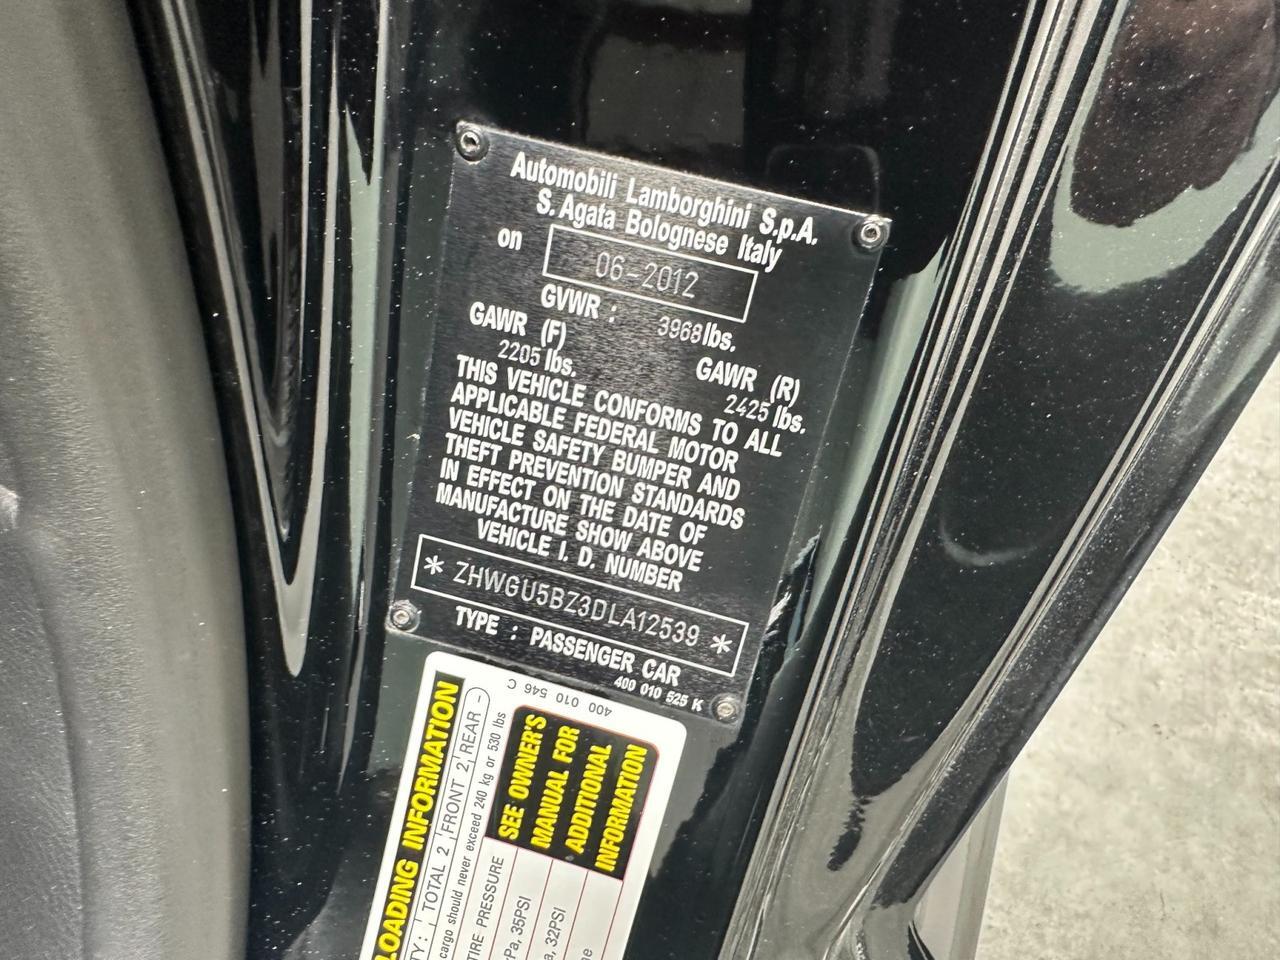 Automobili Lamborghini S.p.A.
S. Agata Bolognese Italy
on 06-2012
GVWR : 3968 lbs.
GAWR (F) GAWR (R)
2205 lbs. 2425 lbs.
THIS VEHICLE CONFORMS TO ALL
APPLICABLE FEDERAL MOTOR
VEHICLE SAFETY BUMPER AND
THEFT PREVENTION STANDARDS
IN EFFECT ON THE DATE OF
MANUFACTURE SHOW ABOVE
VEHICLE I. D. NUMBER
* ZHWGU5BZ3DLA12539 *
TYPE : PASSENGER CAR
400 010 525 K
400 010 546 C
LOADING INFORMATION
TOTAL 2 FRONT 2 REAR -
cargo should never exceed 240 kg or 530 lbs
SEE OWNER'S
MANUAL FOR
ADDITIONAL
INFORMATION
PRESSURE
35PSI
32PSI